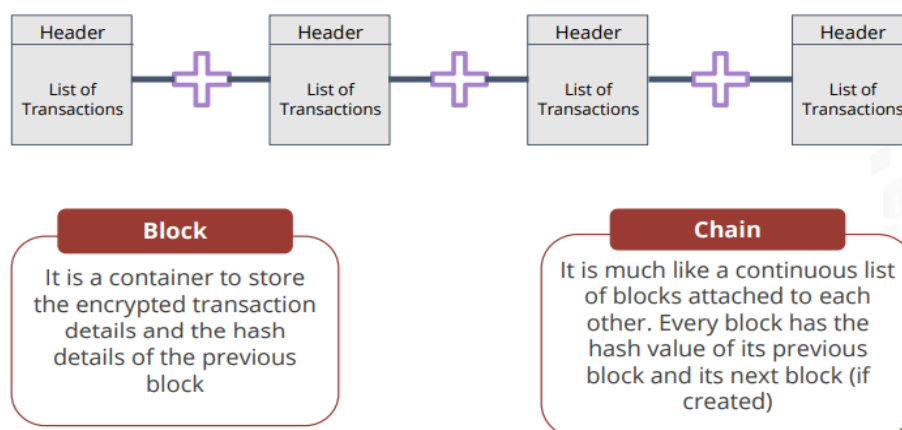 Header
List of
Transactions
Header
List of
Transactions
Header
List of
Transactions
Header
List of
Transactions
Block
It is a container to store
the encrypted transaction
details and the hash
details of the previous
block
Chain
It is much like a continuous list
of blocks attached to each
other. Every block has the
hash value of its previous
block and its next block (if
created)